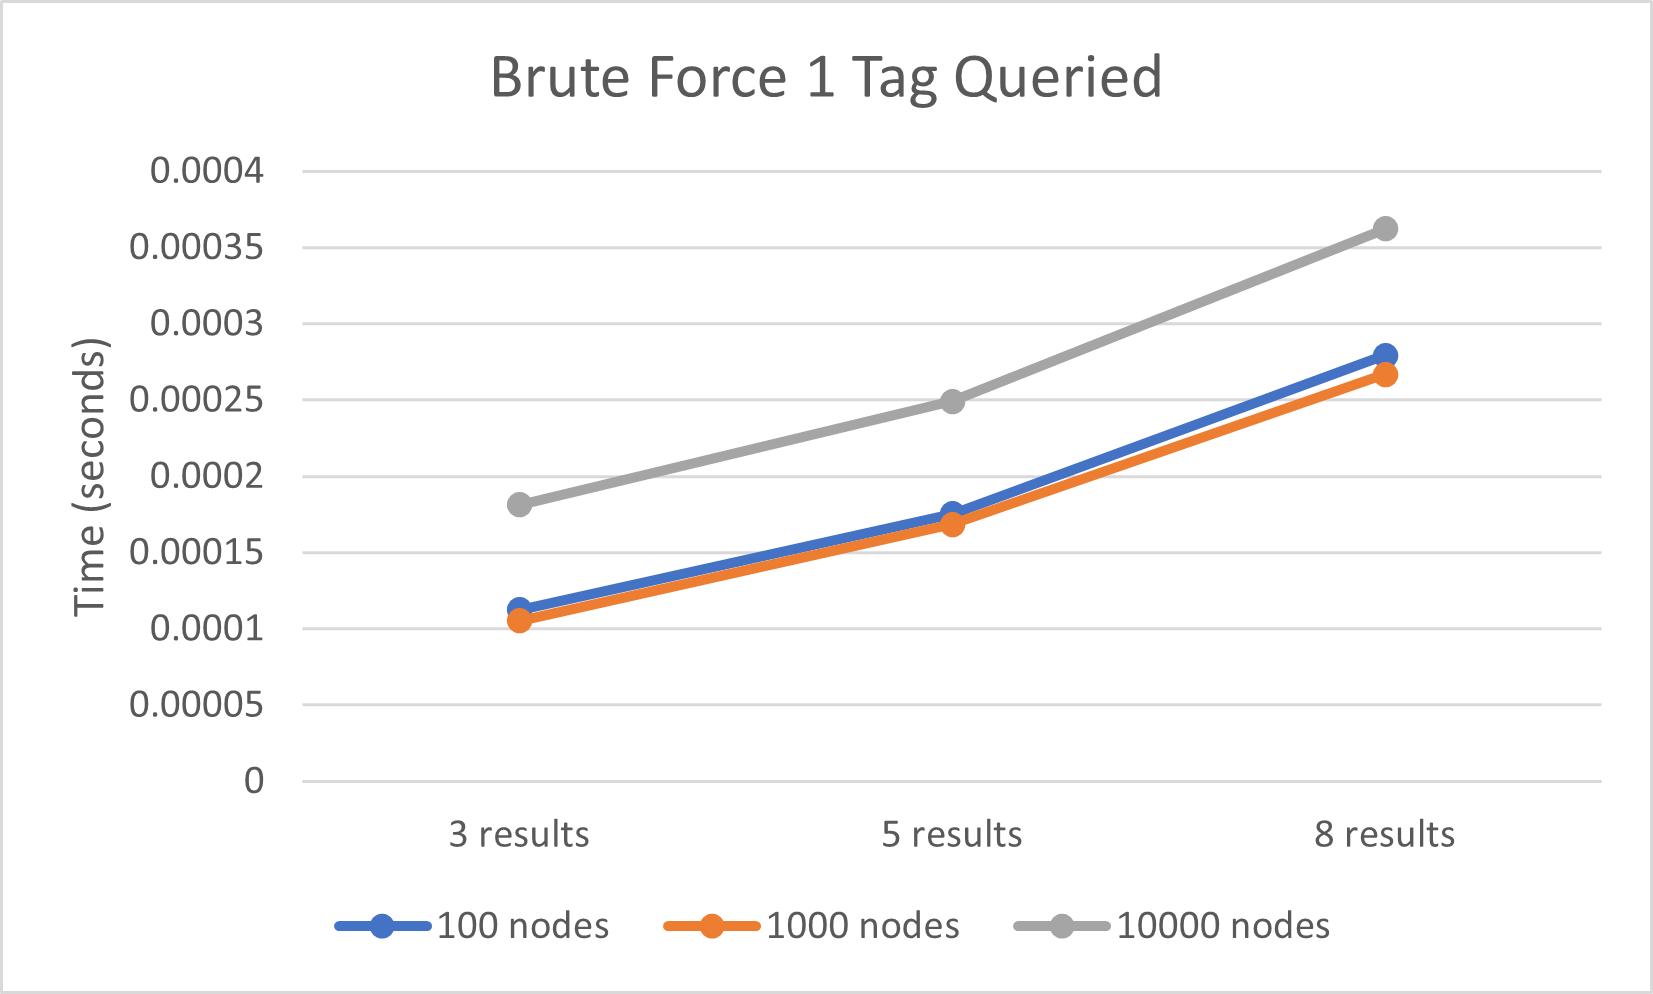 Brute Force 1 Tag Queried
Time (seconds)
0.0004
0.00035
0.0003
0.00025
0.0002
0.00015
0.0001
0.00005
0
3 results 5 results 8 results
100 nodes 1000 nodes 10000 nodes